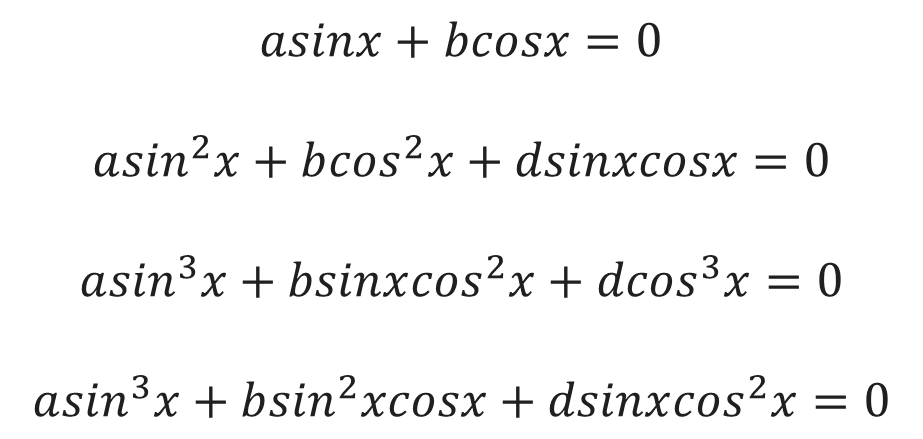 asinx + bcosx = 0
asin²x + bcos²x + dsinxcosx = 0
asin³x + bsinxcos²x + dcos³x = 0
asin³x + bsin²xcosx + dsinxcos²x = 0